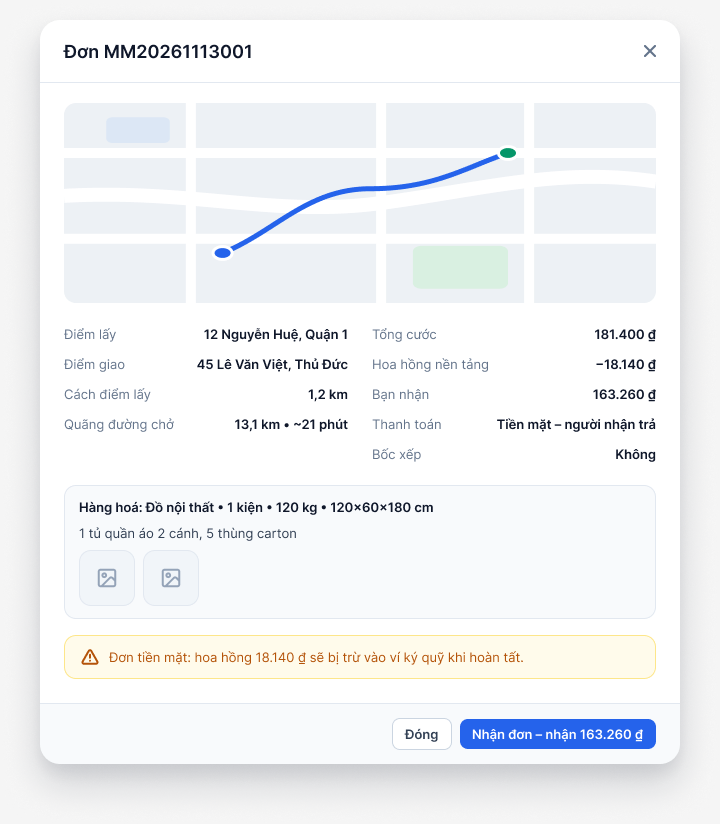 Đơn MM20261113001
Điểm lấy 12 Nguyễn Huệ, Quận 1
Điểm giao 45 Lê Văn Việt, Thủ Đức
Cách điểm lấy 1,2 km
Quãng đường chở 13,1 km • ~21 phút
Tổng cước 181.400 ₫
Hoa hồng nền tảng −18.140 ₫
Bạn nhận 163.260 ₫
Thanh toán Tiền mặt – người nhận trả
Bốc xếp Không
Hàng hoá: Đồ nội thất • 1 kiện • 120 kg • 120×60×180 cm
1 tủ quần áo 2 cánh, 5 thùng carton
Đơn tiền mặt: hoa hồng 18.140 ₫ sẽ bị trừ vào ví ký quỹ khi hoàn tất.
Đóng
Nhận đơn – nhận 163.260 ₫